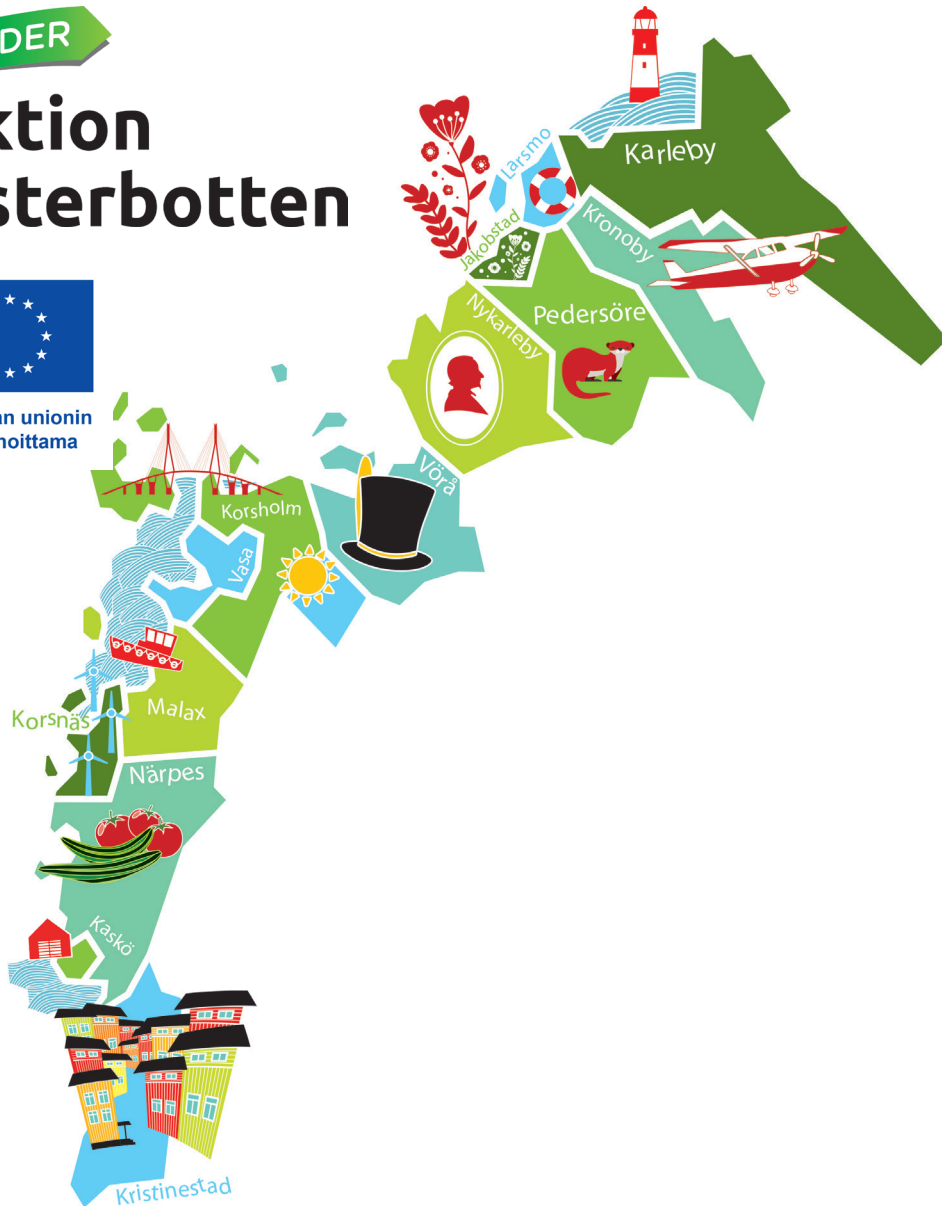 DER
ktion
sterbotten
an unionin
noittama
Karleby
Larsmo
Kronoby
Jakobstad
Pedersöre
Nykarleby
Vörå
Korsholm
Vasa
Malax
Korsnäs
Närpes
Kaskö
Kristinestad